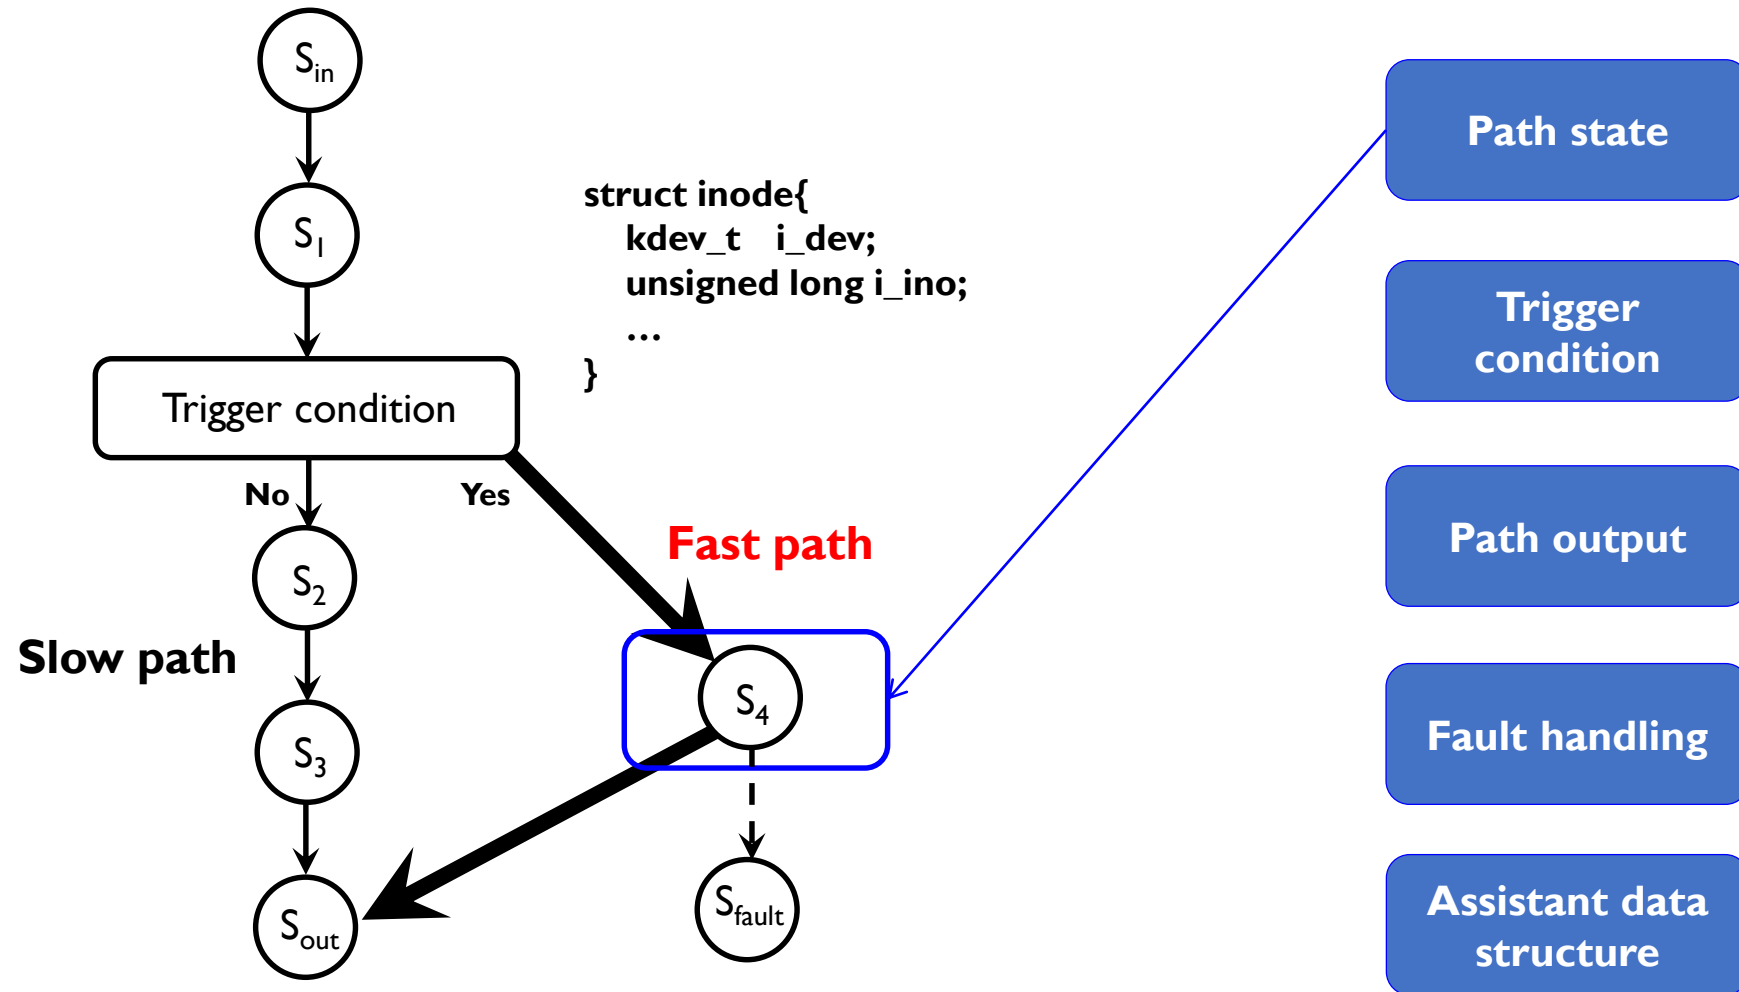 S_in
S_1
struct inode{
kdev_t i_dev;
unsigned long i_ino;
...
}
Trigger condition
No
Yes
Fast path
S_2
Slow path
S_4
S_3
S_fault
S_out
Path state
Trigger
condition
Path output
Fault handling
Assistant data
structure